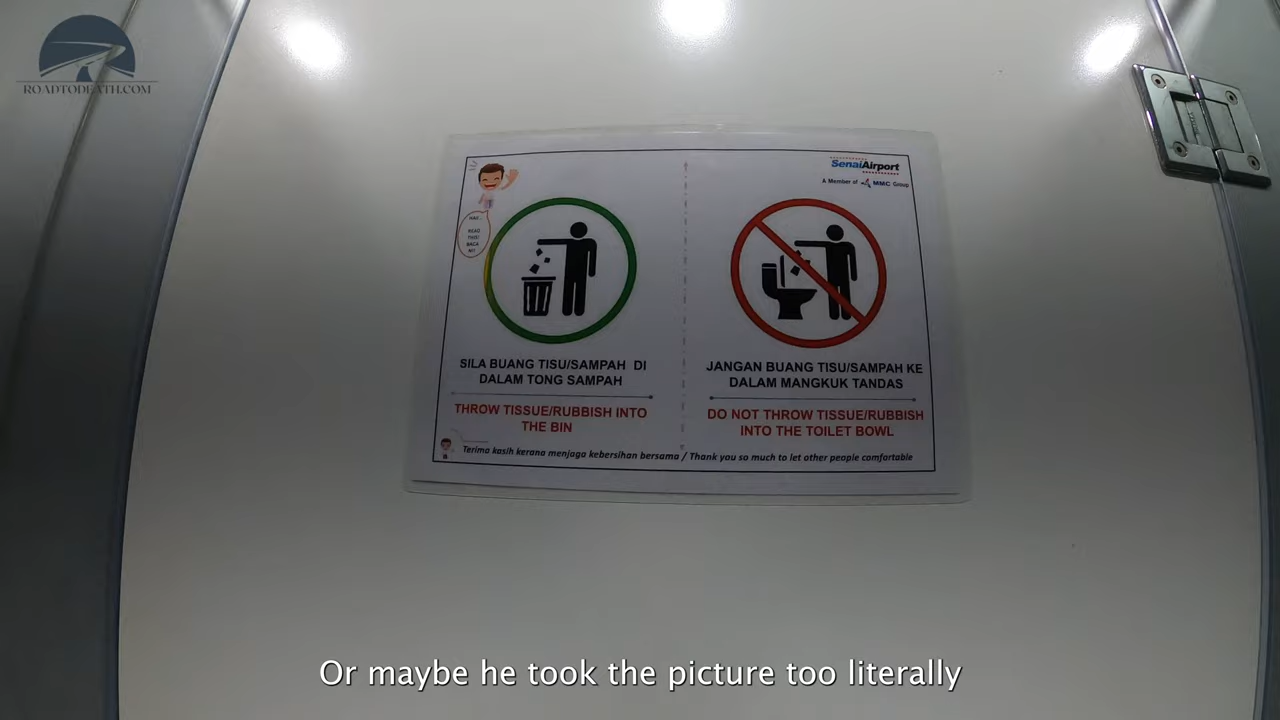 ROADTODEATH.COM
SenaiAirport
A Member of MMC Group
READ
THIS!
SILA BUANG TISU/SAMPAH DI
DALAM TONG SAMPAH
THROW TISSUE/RUBBISH INTO
THE BIN
JANGAN BUANG TISU/SAMPAH KE
DALAM MANGKUK TANDAS
DO NOT THROW TISSUE/RUBBISH
INTO THE TOILET BOWL
Terima kasih kerana menjaga kebersihan bersama / Thank you so much to let other people comfortable
Or maybe he took the picture too literally